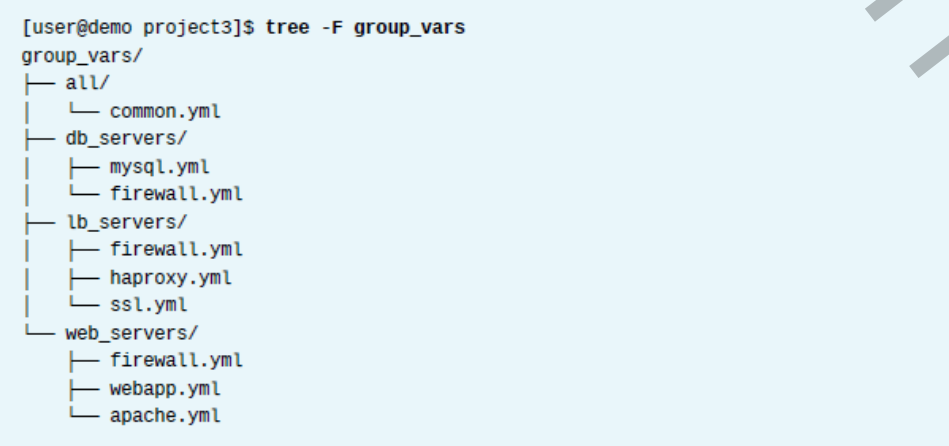 [user@demo project3]$ tree -F group_vars
group_vars/
├── all/
│   └── common.yml
├── db_servers/
│   ├── mysql.yml
│   └── firewall.yml
├── lb_servers/
│   ├── firewall.yml
│   ├── haproxy.yml
│   └── ssl.yml
└── web_servers/
    ├── firewall.yml
    ├── webapp.yml
    └── apache.yml